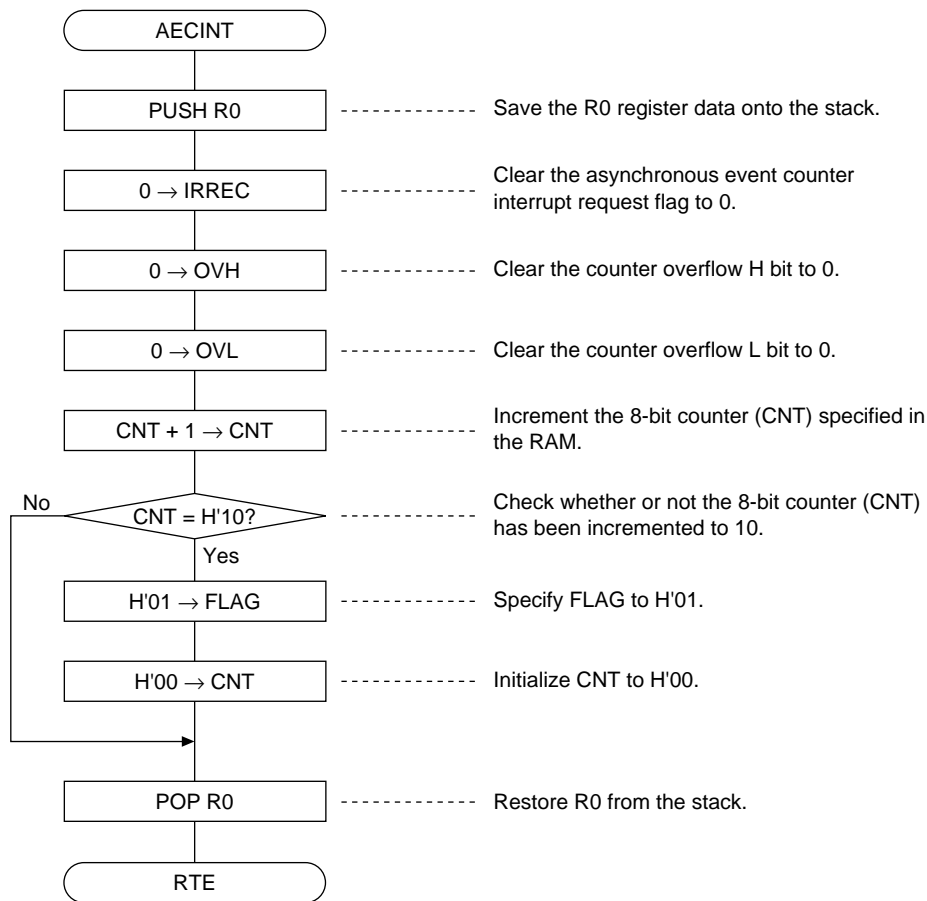 AECINT
PUSH R0
Save the R0 register data onto the stack.
0 → IRREC
Clear the asynchronous event counter
interrupt request flag to 0.
0 → OVH
Clear the counter overflow H bit to 0.
0 → OVL
Clear the counter overflow L bit to 0.
CNT + 1 → CNT
Increment the 8-bit counter (CNT) specified in
the RAM.
No
CNT = H'10?
Check whether or not the 8-bit counter (CNT)
has been incremented to 10.
Yes
H'01 → FLAG
Specify FLAG to H'01.
H'00 → CNT
Initialize CNT to H'00.
POP R0
Restore R0 from the stack.
RTE